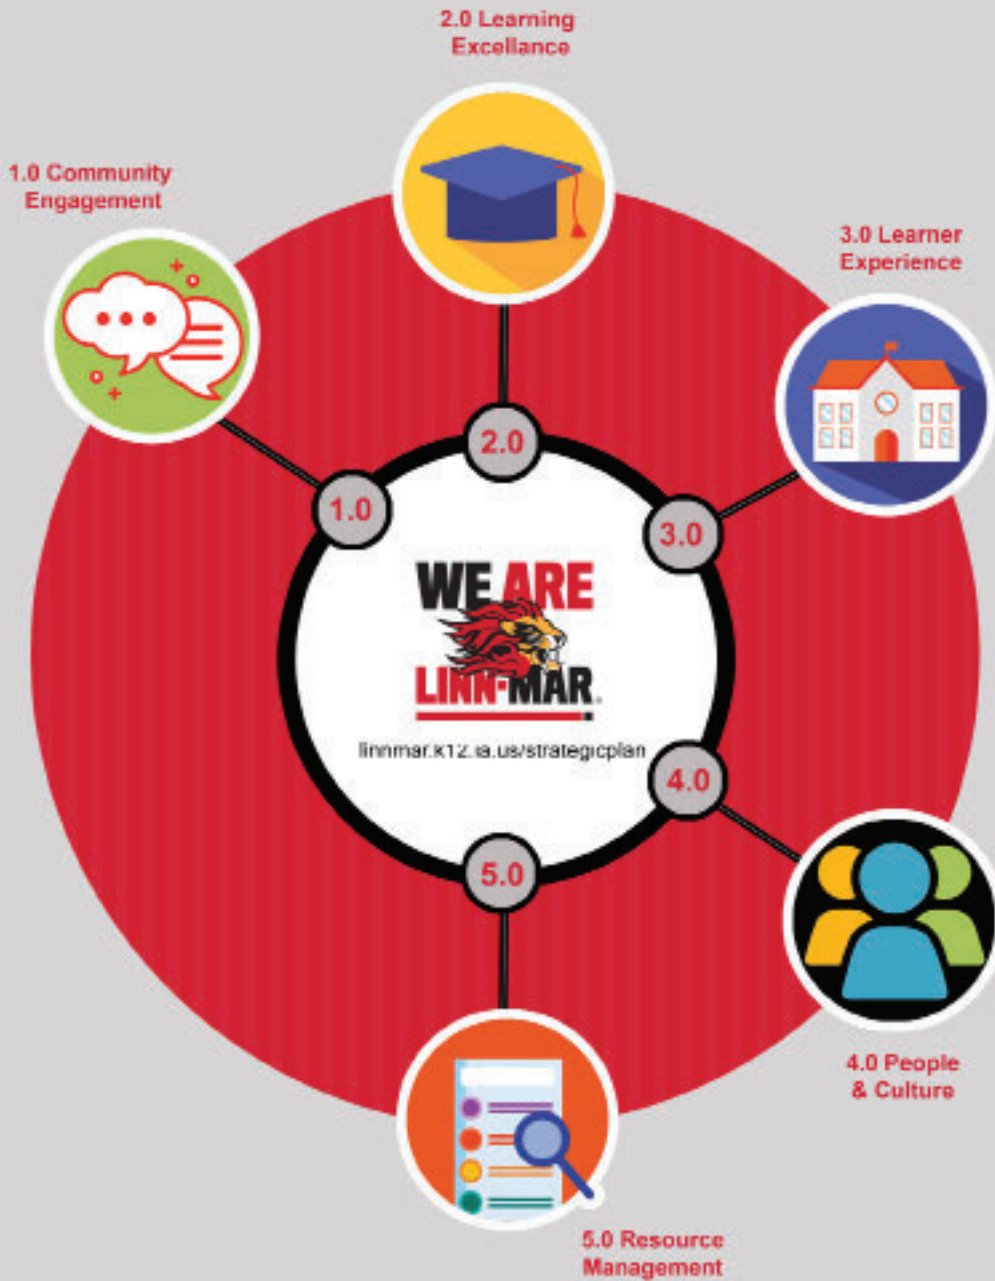 2.0 Learning
Excellance
1.0 Community
Engagement
3.0 Learner
Experience
2.0
1.0
3.0
WE ARE
LINN-MAR®
linnmar.k12.ia.us/strategicplan
4.0
5.0
4.0 People
& Culture
5.0 Resource
Management